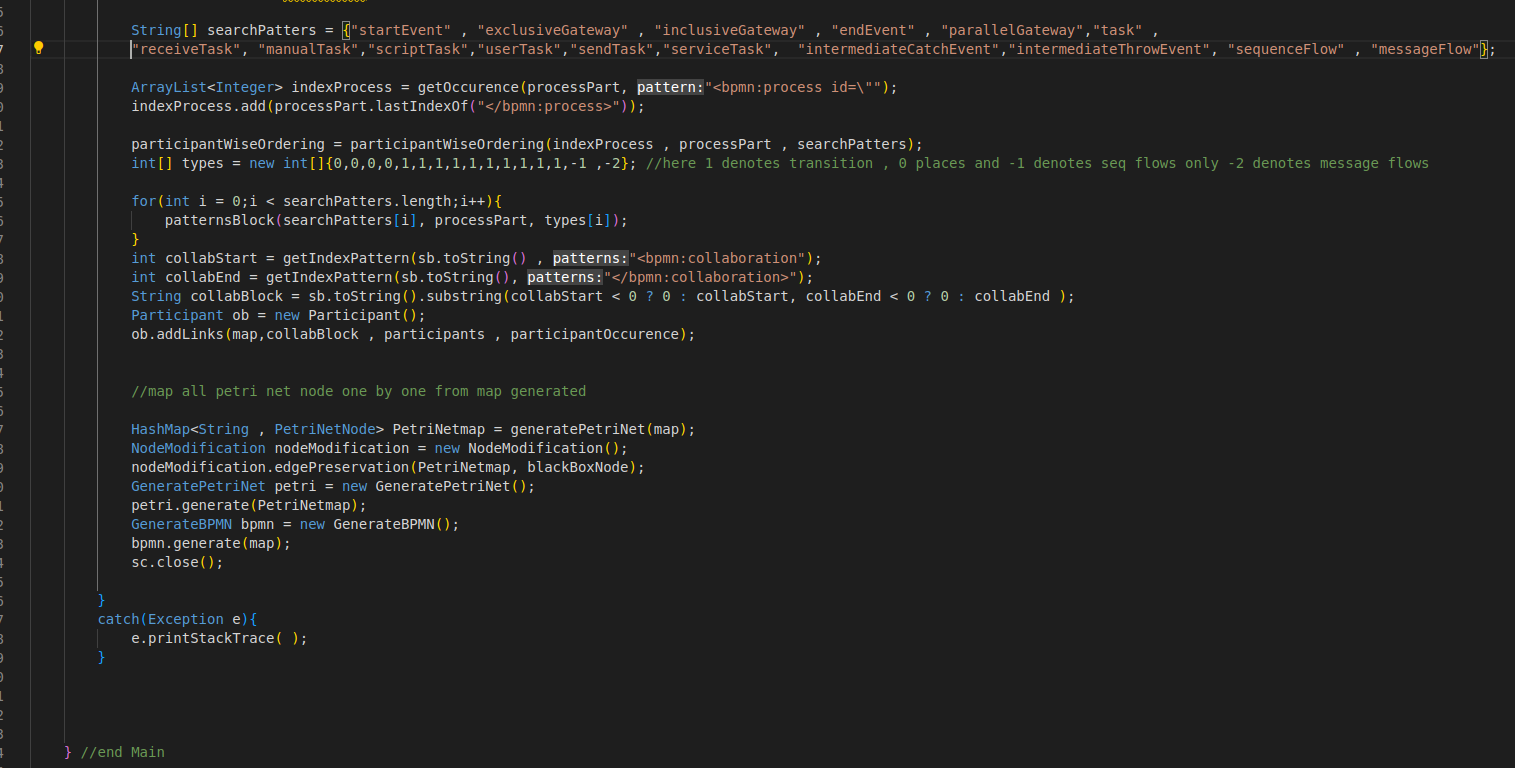 String[] searchPatters = {"startEvent" , "exclusiveGateway" , "inclusiveGateway" , "endEvent" , "parallelGateway","task" ,
"receiveTask", "manualTask","scriptTask","userTask","sendTask","serviceTask",  "intermediateCatchEvent","intermediateThrowEvent", "sequenceFlow" , "messageFlow"};
ArrayList<Integer> indexProcess = getOccurence(processPart, pattern:"<bpmn:process id=\"");
indexProcess.add(processPart.lastIndexOf("</bpmn:process>"));
participantWiseOrdering = participantWiseOrdering(indexProcess , processPart , searchPatters);
int[] types = new int[]{0,0,0,0,1,1,1,1,1,1,1,1,1,1,-1 ,-2}; //here 1 denotes transition , 0 places and -1 denotes seq flows only -2 denotes message flows
for(int i = 0;i < searchPatters.length;i++){
patternsBlock(searchPatters[i], processPart, types[i]);
}
int collabStart = getIndexPattern(sb.toString() , patterns:"<bpmn:collaboration");
int collabEnd = getIndexPattern(sb.toString(), patterns:"</bpmn:collaboration>");
String collabBlock = sb.toString().substring(collabStart < 0 ? 0 : collabStart, collabEnd < 0 ? 0 : collabEnd );
Participant ob = new Participant();
ob.addLinks(map,collabBlock , participants , participantOccurence);
//map all petri net node one by one from map generated
HashMap<String , PetriNetNode> PetriNetmap = generatePetriNet(map);
NodeModification nodeModification = new NodeModification();
nodeModification.edgePreservation(PetriNetmap, blackBoxNode);
GeneratePetriNet petri = new GeneratePetriNet();
petri.generate(PetriNetmap);
GenerateBPMN bpmn = new GenerateBPMN();
bpmn.generate(map);
sc.close();
}
catch(Exception e){
e.printStackTrace( );
}
} //end Main